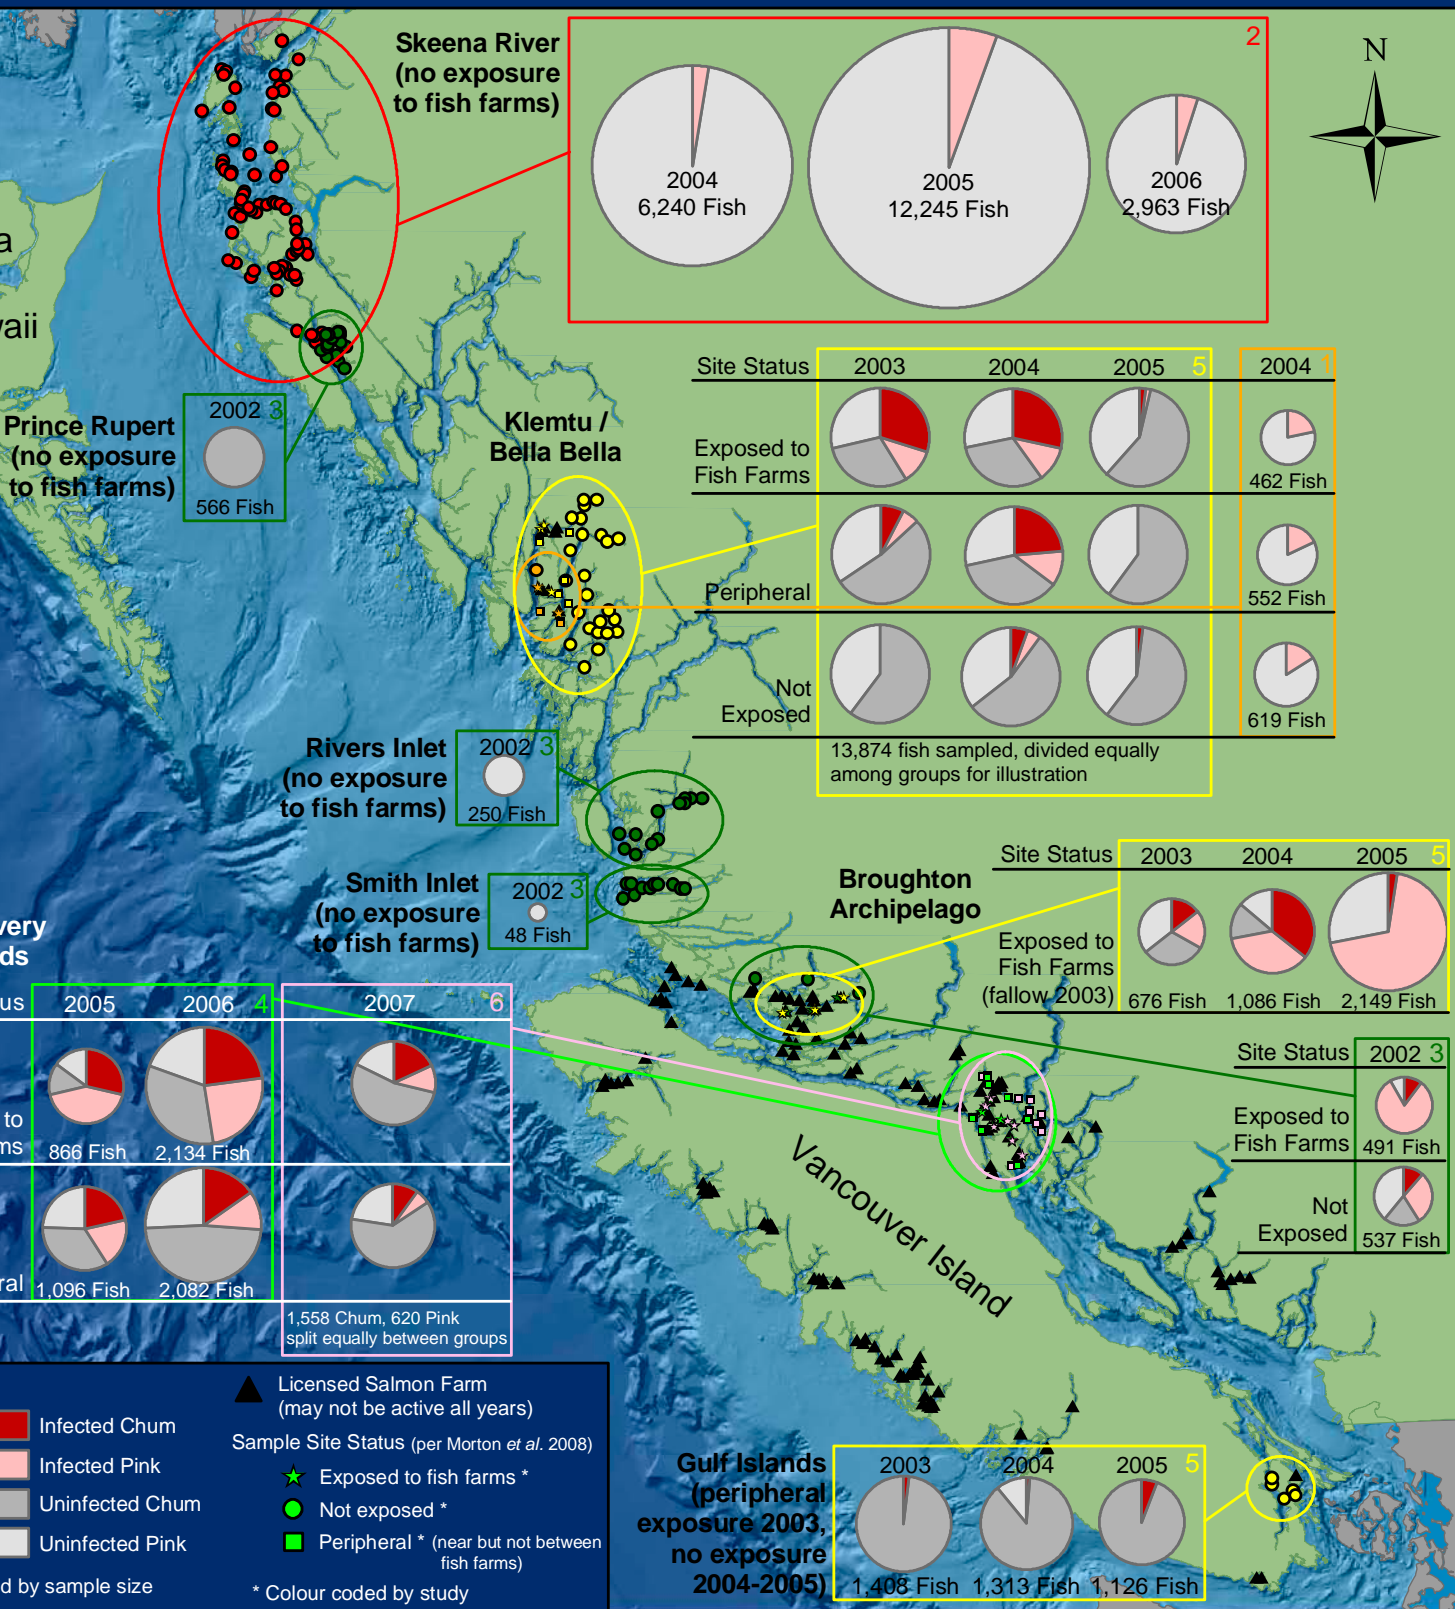 Skeena River
(no exposure
to fish farms)
2
2004
6,240 Fish
2005
12,245 Fish
2006
2,963 Fish
N
a
vaii
Prince Rupert
(no exposure
to fish farms)
2002 3
566 Fish
Klemtu /
Bella Bella
Site Status
2003
2004
2005
5
2004
1
Exposed to
Fish Farms
462 Fish
Peripheral
552 Fish
Not
Exposed
619 Fish
13,874 fish sampled, divided equally
among groups for illustration
Rivers Inlet
(no exposure
to fish farms)
2002 3
250 Fish
Smith Inlet
(no exposure
to fish farms)
2002 3
48 Fish
Broughton
Archipelago
Site Status
2003
2004
2005
5
Exposed to
Fish Farms
(fallow 2003)
676 Fish
1,086 Fish
2,149 Fish
Site Status
2002 3
Exposed to
Fish Farms
491 Fish
Not
Exposed
537 Fish
very
ds
us
2005
2006
4
2007
6
to
ms
866 Fish
2,134 Fish
ral
1,096 Fish
2,082 Fish
1,558 Chum, 620 Pink
split equally between groups
Vancouver Island
Infected Chum
Infected Pink
Uninfected Chum
Uninfected Pink
d by sample size
Licensed Salmon Farm
(may not be active all years)
Sample Site Status (per Morton et al. 2008)
Exposed to fish farms *
Not exposed *
Peripheral * (near but not between
fish farms)
* Colour coded by study
Gulf Islands
(peripheral
exposure 2003,
no exposure
2004-2005)
2003
2004
2005
5
1,408 Fish
1,313 Fish
1,126 Fish